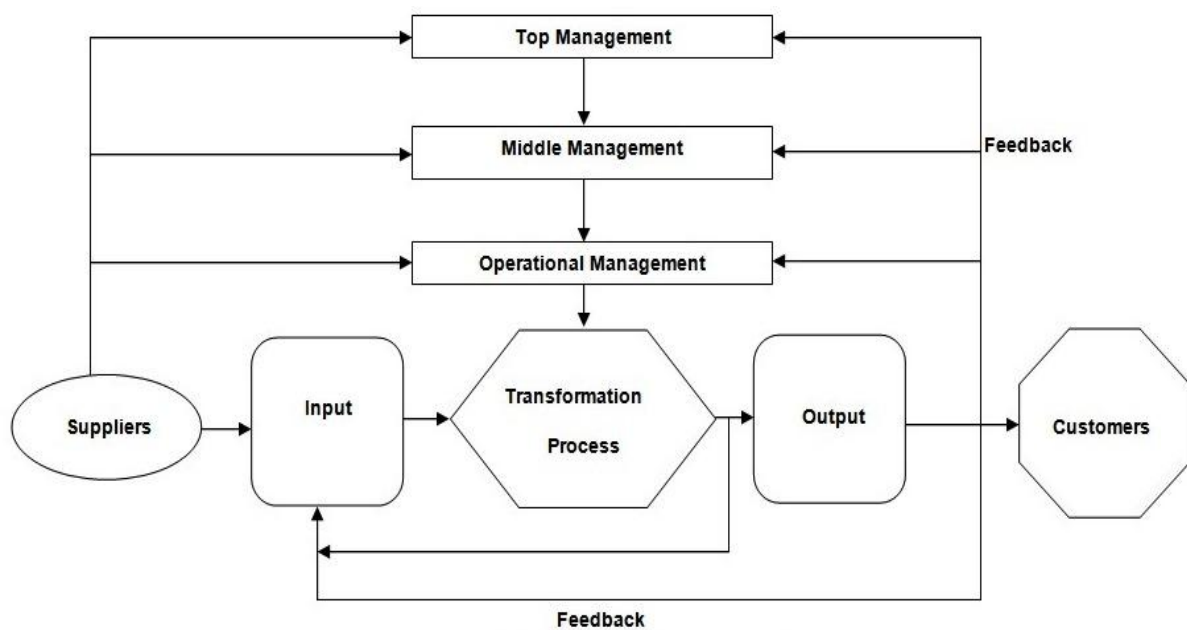 Top Management
Middle Management
Feedback
Operational Management
Suppliers
Input
Transformation
Process
Output
Customers
Feedback